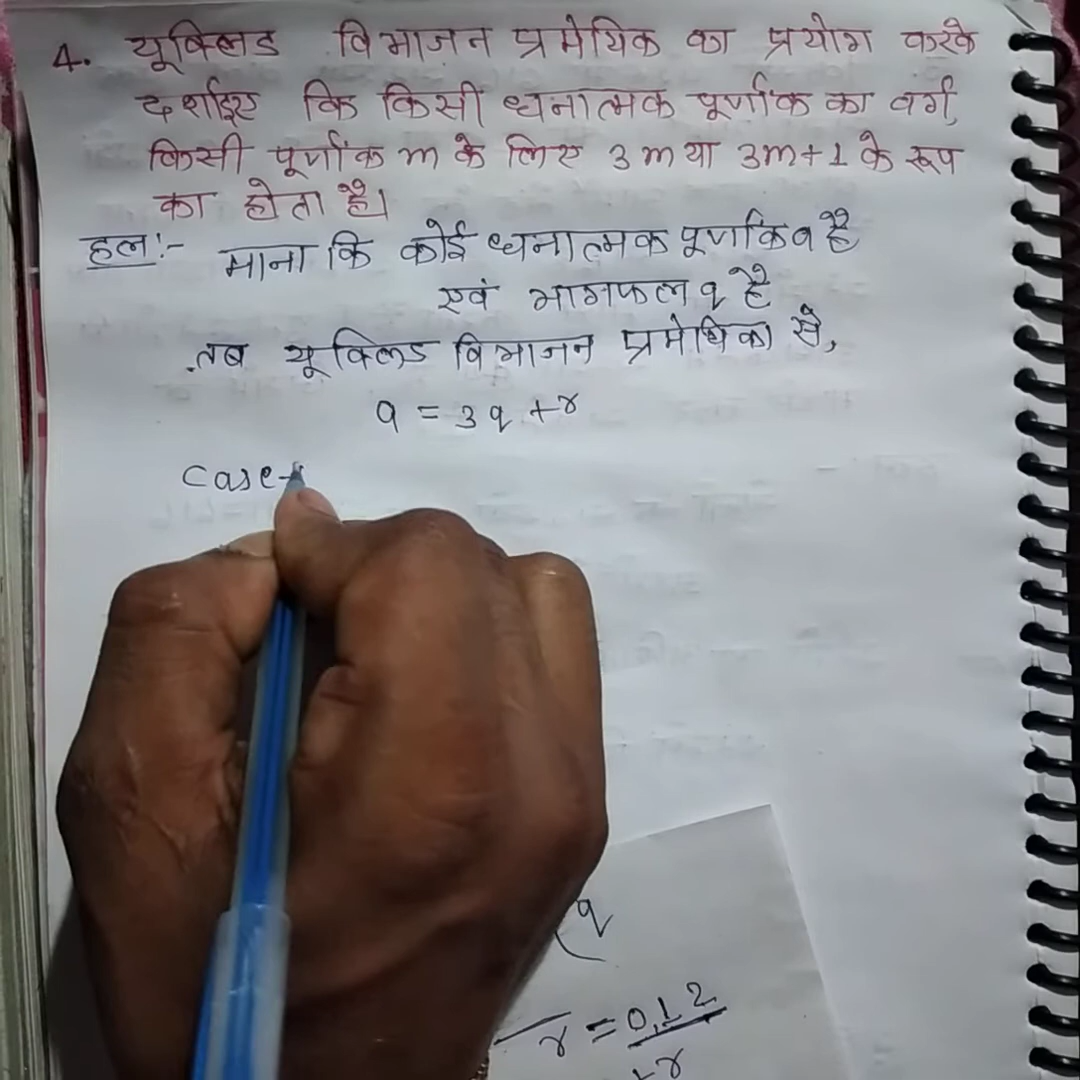 4. यूक्लिड विभाजन प्रमेयिक का प्रयोग करके
दर्शाइए कि किसी धनात्मक पूर्णांक का वर्ग,
किसी पूर्णांक m के लिए 3m या 3m+1 के रूप
का होता है।
हल:- माना कि कोई धनात्मक पूर्णांक a है
एवं भागफल q है
तब यूक्लिड विभाजन प्रमेयिका से,
a = 3q + r
case-
q
r = 0,1 2
+r